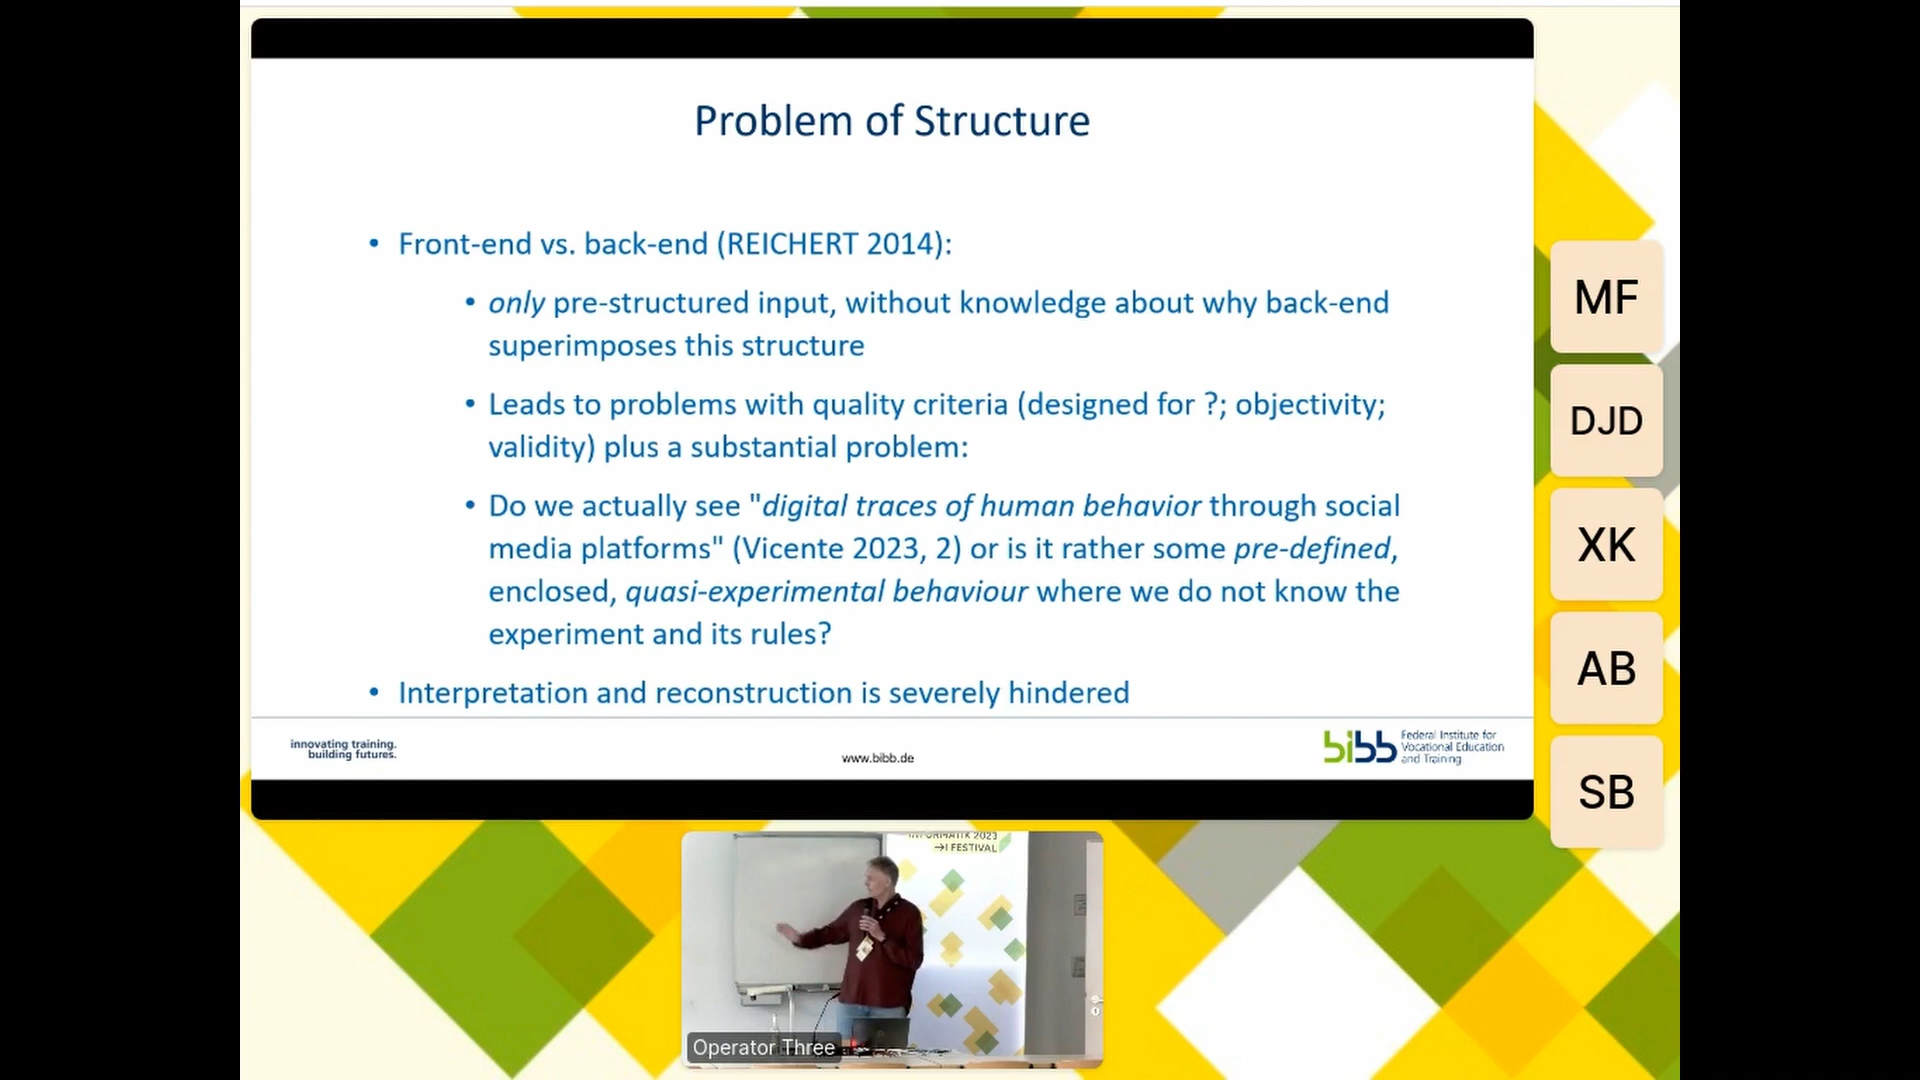 Problem of Structure
• Front-end vs. back-end (REICHERT 2014):
• only pre-structured input, without knowledge about why back-end
superimposes this structure
• Leads to problems with quality criteria (designed for ?; objectivity;
validity) plus a substantial problem:
• Do we actually see "digital traces of human behavior through social
media platforms" (Vicente 2023, 2) or is it rather some pre-defined,
enclosed, quasi-experimental behaviour where we do not know the
experiment and its rules?
• Interpretation and reconstruction is severely hindered
innovating training.
building futures.
www.bibb.de
bibb
Federal Institute for
Vocational Education
and Training
MF
DJD
XK
AB
SB
INFORMATIK 2023
FESTIVAL
Operator Three